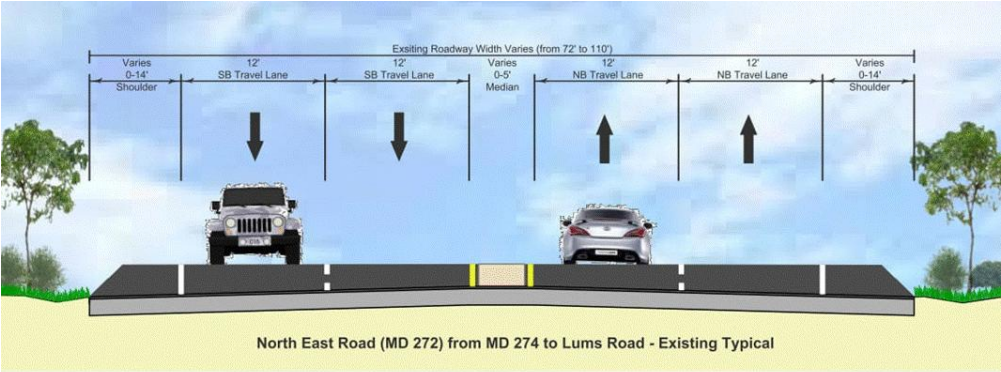 Exsiting Roadway Width Varies (from 72' to 110')
Varies
0-14'
Shoulder
12'
SB Travel Lane
12'
SB Travel Lane
Varies
0-5'
Median
12'
NB Travel Lane
12'
NB Travel Lane
Varies
0-14'
Shoulder
North East Road (MD 272) from MD 274 to Lums Road - Existing Typical